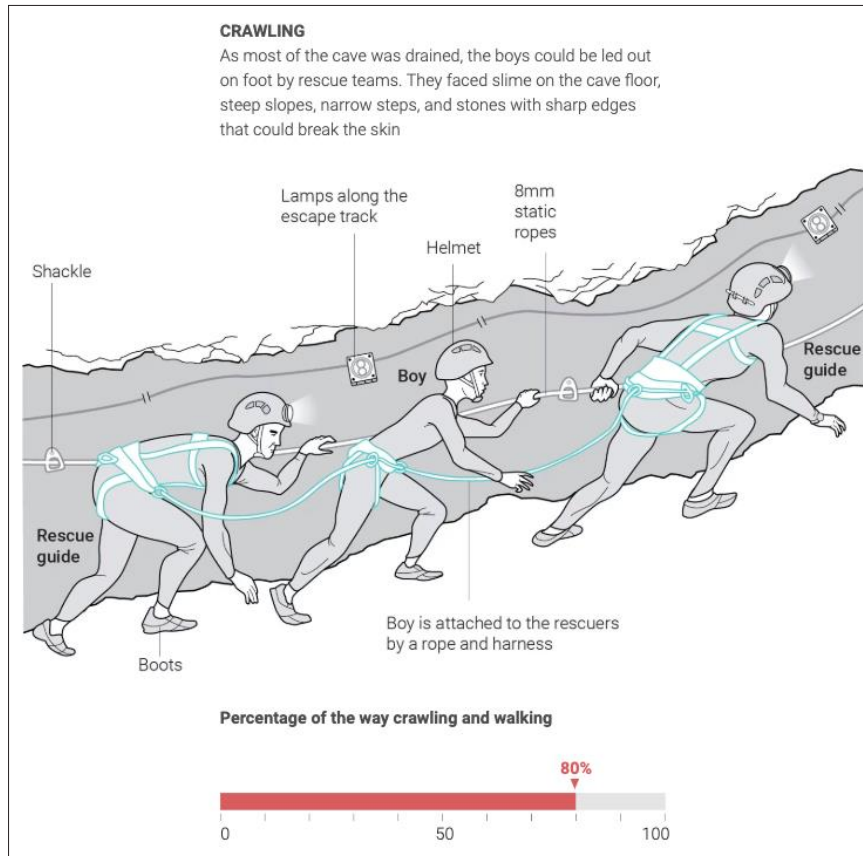 CRAWLING
As most of the cave was drained, the boys could be led out
on foot by rescue teams. They faced slime on the cave floor,
steep slopes, narrow steps, and stones with sharp edges
that could break the skin
Lamps along the
escape track
8mm
static
ropes
Helmet
Shackle
Boy
Rescue
guide
Rescue
guide
Boy is attached to the rescuers
by a rope and harness
Boots
Percentage of the way crawling and walking
80%
0
50
100